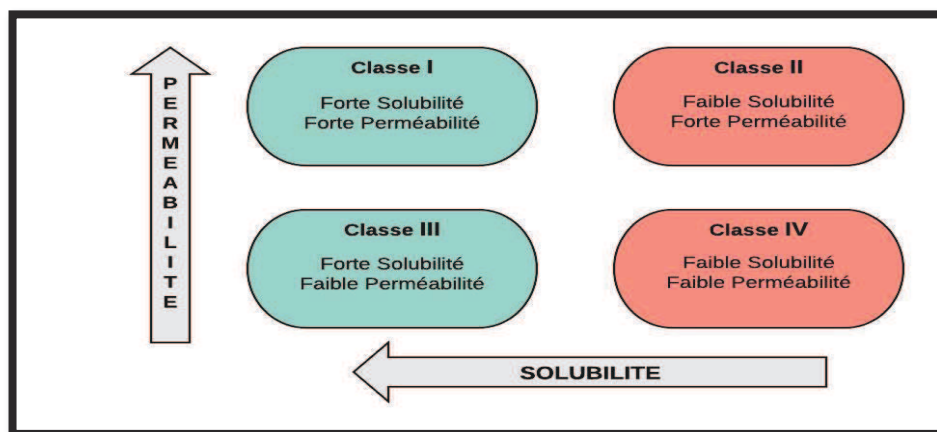 PERMEABILITE
Classe I
Forte Solubilité
Forte Perméabilité
Classe II
Faible Solubilité
Forte Perméabilité
Classe III
Forte Solubilité
Faible Perméabilité
Classe IV
Faible Solubilité
Faible Perméabilité
SOLUBILITE